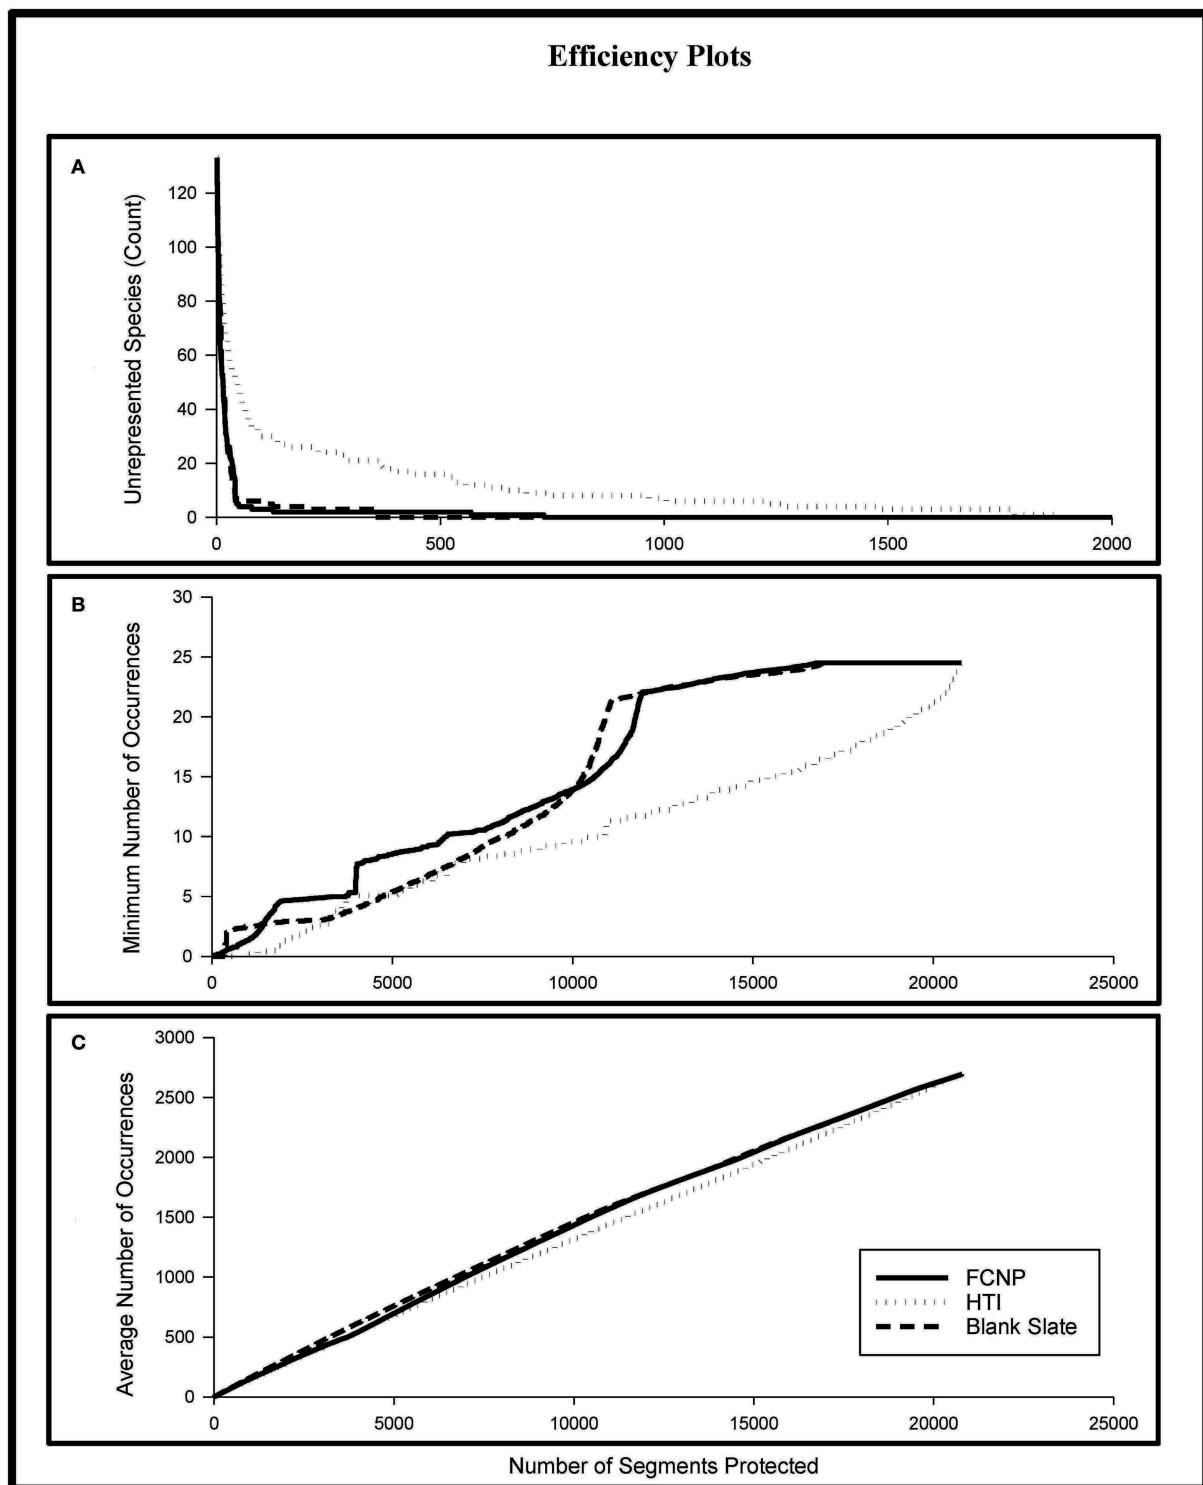 Efficiency Plots
A
Unrepresented Species (Count)
120
100
80
60
40
20
0
0 500 1000 1500 2000
B
Minimum Number of Occurrences
30
25
20
15
10
5
0
0 5000 10000 15000 20000 25000
C
Average Number of Occurrences
3000
2500
2000
1500
1000
500
0
FCNP
HTI
Blank Slate
0 5000 10000 15000 20000 25000
Number of Segments Protected